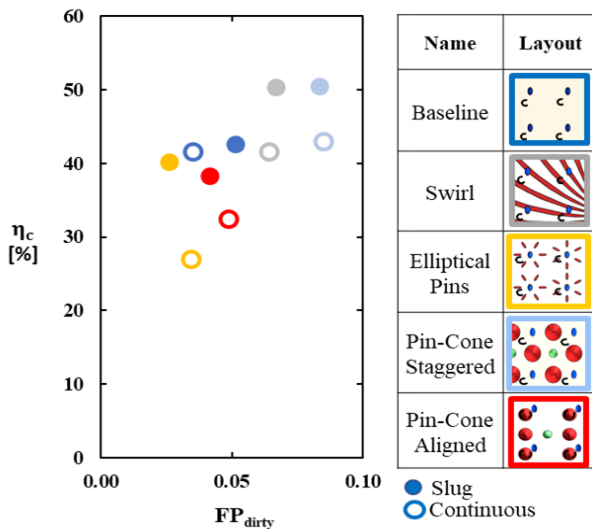 60
50
40
30
20
10
0
ηc
[%]
0.00
0.05
0.10
FPdirty
Name Layout
Baseline
Swirl
Elliptical
Pins
Pin-Cone
Staggered
Pin-Cone
Aligned
Slug
Continuous